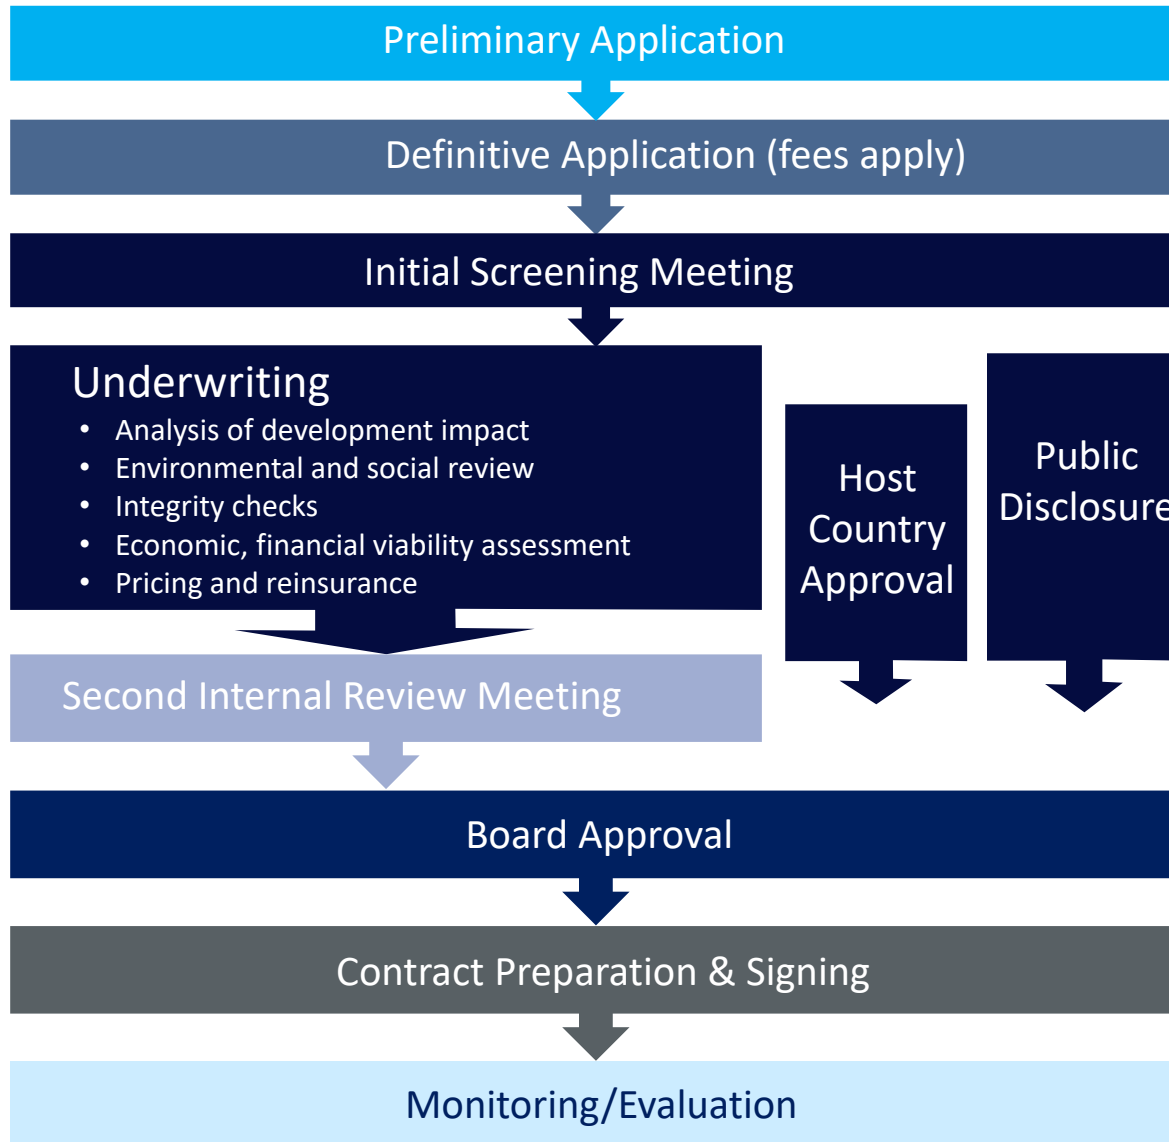 Preliminary Application
Definitive Application (fees apply)
Initial Screening Meeting
Underwriting
• Analysis of development impact
• Environmental and social review
• Integrity checks
• Economic, financial viability assessment
• Pricing and reinsurance
Host
Country
Approval
Public
Disclosure
Second Internal Review Meeting
Board Approval
Contract Preparation & Signing
Monitoring/Evaluation